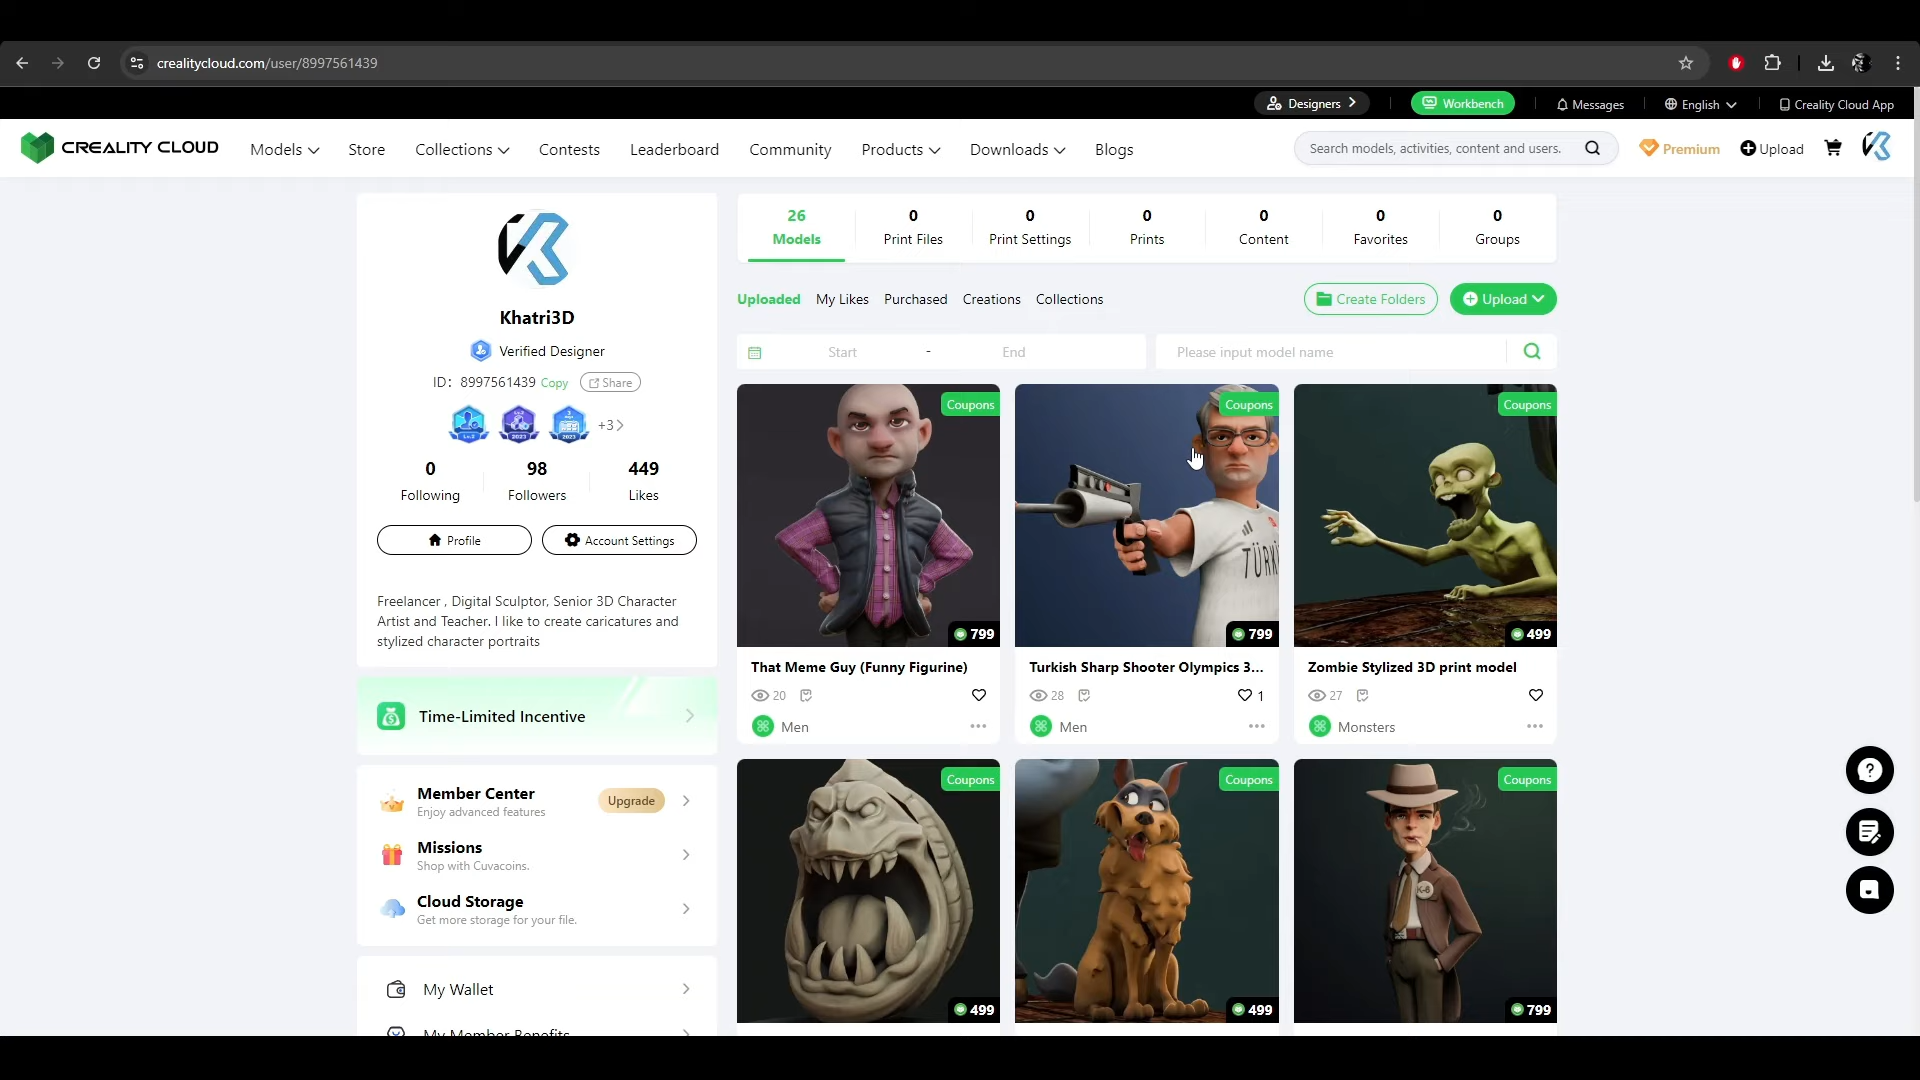 crealitycloud.com/user/8997561439
Designers
Workbench
Messages
English
Creality Cloud App
CREALITY CLOUD
Models
Store
Collections
Contests
Leaderboard
Community
Products
Downloads
Blogs
Search models, activities, content and users.
Premium
Upload
Khatri3D
Verified Designer
ID: 8997561439 Copy Share
+3
0 98 449
Following Followers Likes
Profile
Account Settings
Freelancer , Digital Sculptor, Senior 3D Character
Artist and Teacher. I like to create caricatures and
stylized character portraits
Time-Limited Incentive
Member Center
Enjoy advanced features
Upgrade
Missions
Shop with Cuvacoins.
Cloud Storage
Get more storage for your file.
My Wallet
My Member Benefits
26 0 0 0 0 0 0
Models Print Files Print Settings Prints Content Favorites Groups
Uploaded My Likes Purchased Creations Collections
Create Folders
Upload
Start - End
Please input model name
Coupons
799
That Meme Guy (Funny Figurine)
20
Men
Coupons
TÜRKİ
799
Turkish Sharp Shooter Olympics 3...
28
1
Men
Coupons
499
Zombie Stylized 3D print model
27
Monsters
Coupons
499
Coupons
499
Coupons
K-6
799